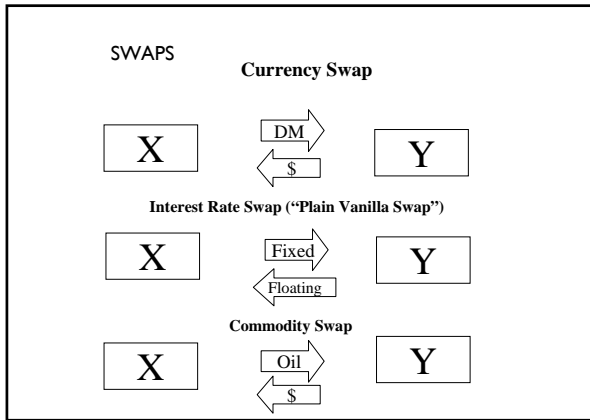 SWAPS
Currency Swap
X DM Y
$
Interest Rate Swap (“Plain Vanilla Swap”)
X Fixed Y
Floating
Commodity Swap
X Oil Y
$